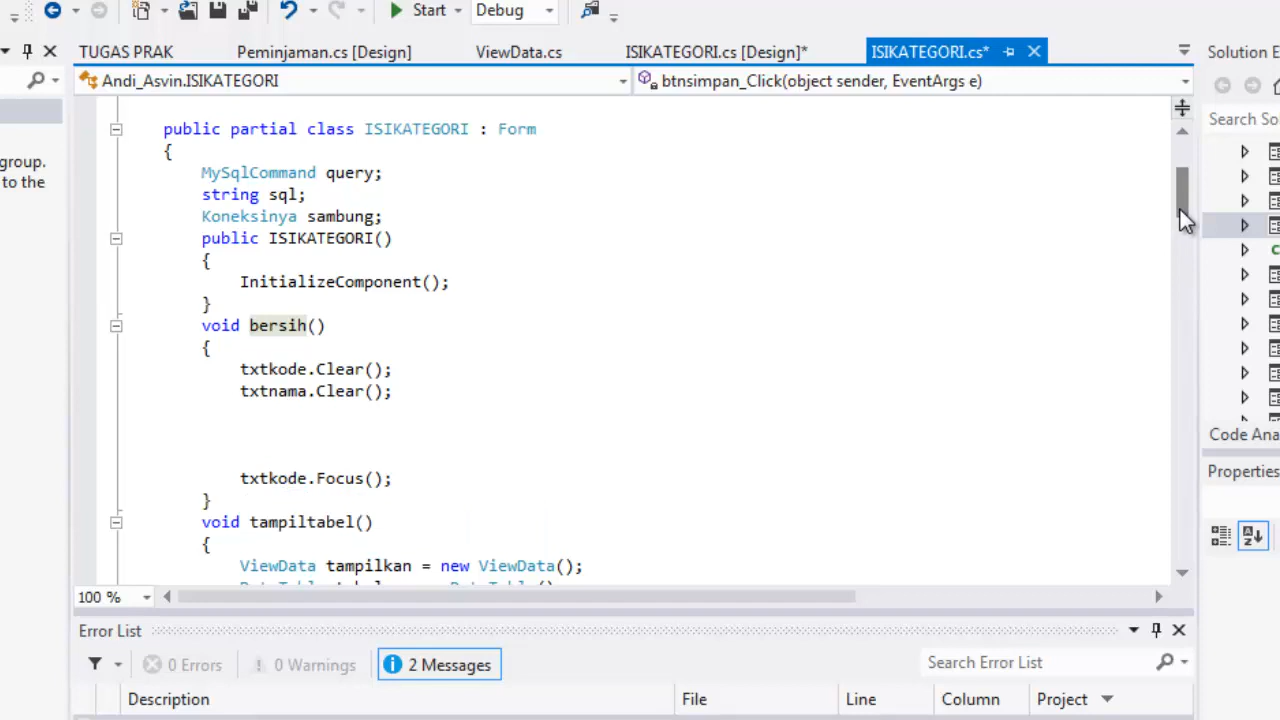 Start Debug
TUGAS PRAK Peminjaman.cs [Design] ViewData.cs ISIKATEGORI.cs [Design]* ISIKATEGORI.cs* Solution E
Andi_Asvin.ISIKATEGORI btnsimpan_Click(object sender, EventArgs e)
Search So
group.
to the
public partial class ISIKATEGORI : Form
{
MySqlCommand query;
string sql;
Koneksinya sambung;
public ISIKATEGORI()
{
InitializeComponent();
}
void bersih()
{
txtkode.Clear();
txtnama.Clear();
txtkode.Focus();
}
void tampiltabel()
{
ViewData tampilkan = new ViewData();
Code Ana
Properties
100 %
Error List
0 Errors 0 Warnings 2 Messages Search Error List
Description File Line Column Project